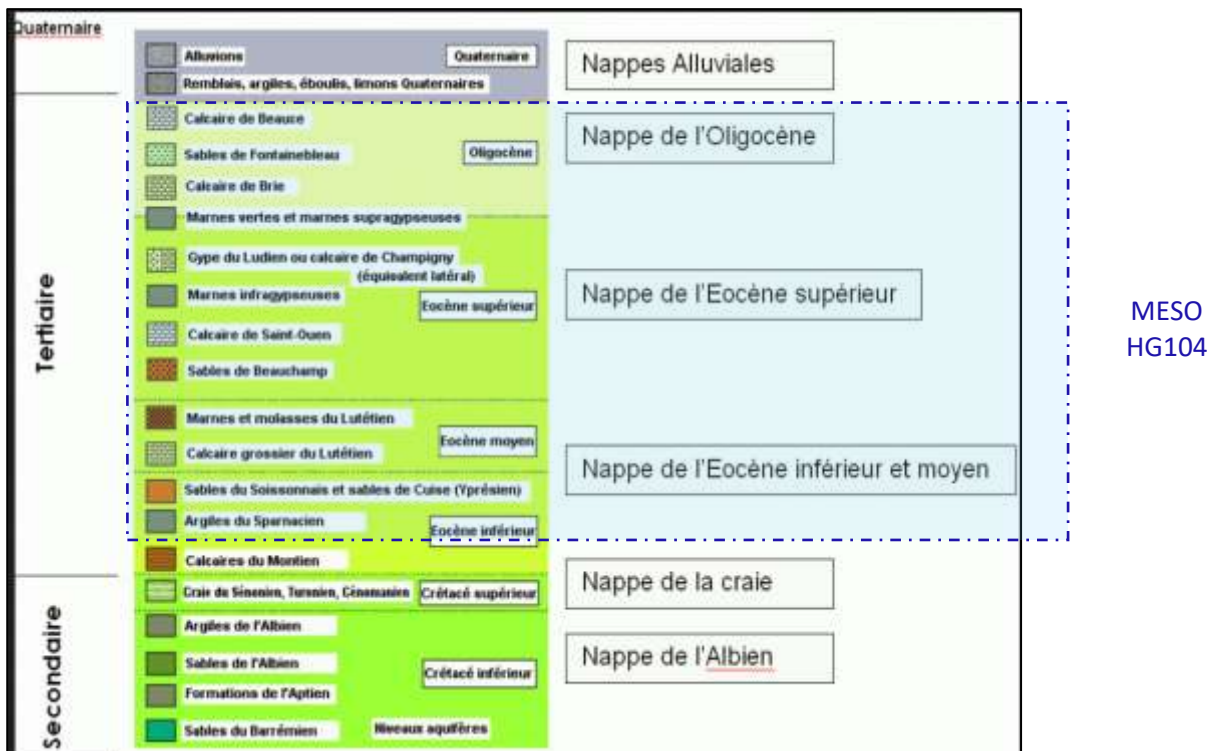 Quaternaire
Alluvions
Quaternaire
Nappes Alluviales
Remblais, argiles, éboulis, limons Quaternaires
Calcaire de Beauce
Nappe de l'Oligocène
Sables de Fontainebleau
Oligocène
Calcaire de Brie
Marnes vertes et marnes supragypseuses
Tertiaire
Gype du Ludien ou calcaire de Champigny
(équivalent latéral)
Marnes infragypseuses
Eocène supérieur
Nappe de l'Eocène supérieur
MESO
HG104
Calcaire de Saint-Ouen
Sables de Beauchamp
Marnes et molasses du Lutétien
Eocène moyen
Calcaire grossier du Lutétien
Nappe de l'Eocène inférieur et moyen
Sables du Soissonnais et sables de Cuise (Yprésien)
Argiles du Sparnacien
Eocène inférieur
Calcaires du Montien
Nappe de la craie
Craie du Sénonien, Turonien, Cénomanien
Crétacé supérieur
Secondaire
Argiles de l'Albien
Nappe de l'Albien
Sables de l'Albien
Crétacé inférieur
Formations de l'Aptien
Sables du Barrémien
Niveaux aquifères